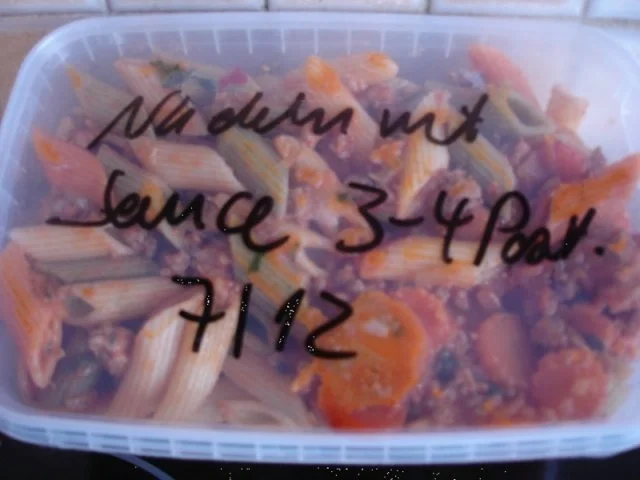 Nudeln mit
Sauce 3-4 Port.
7/12